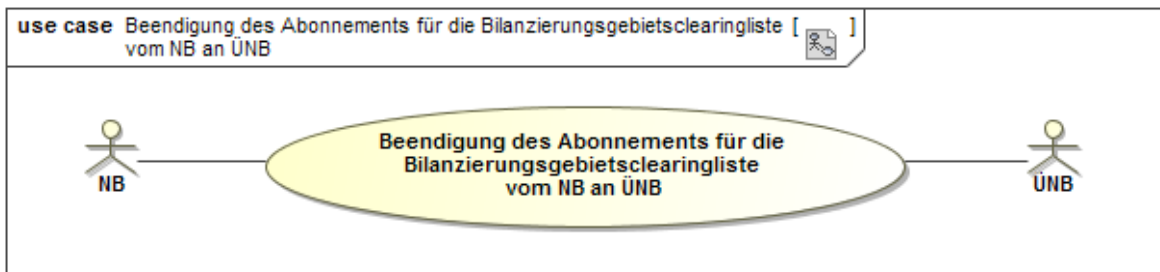 use case Beendigung des Abonnements für die Bilanzierungsgebietsclearingliste [ ]
vom NB an ÜNB
Beendigung des Abonnements für die
Bilanzierungsgebietsclearingliste
vom NB an ÜNB
NB
ÜNB